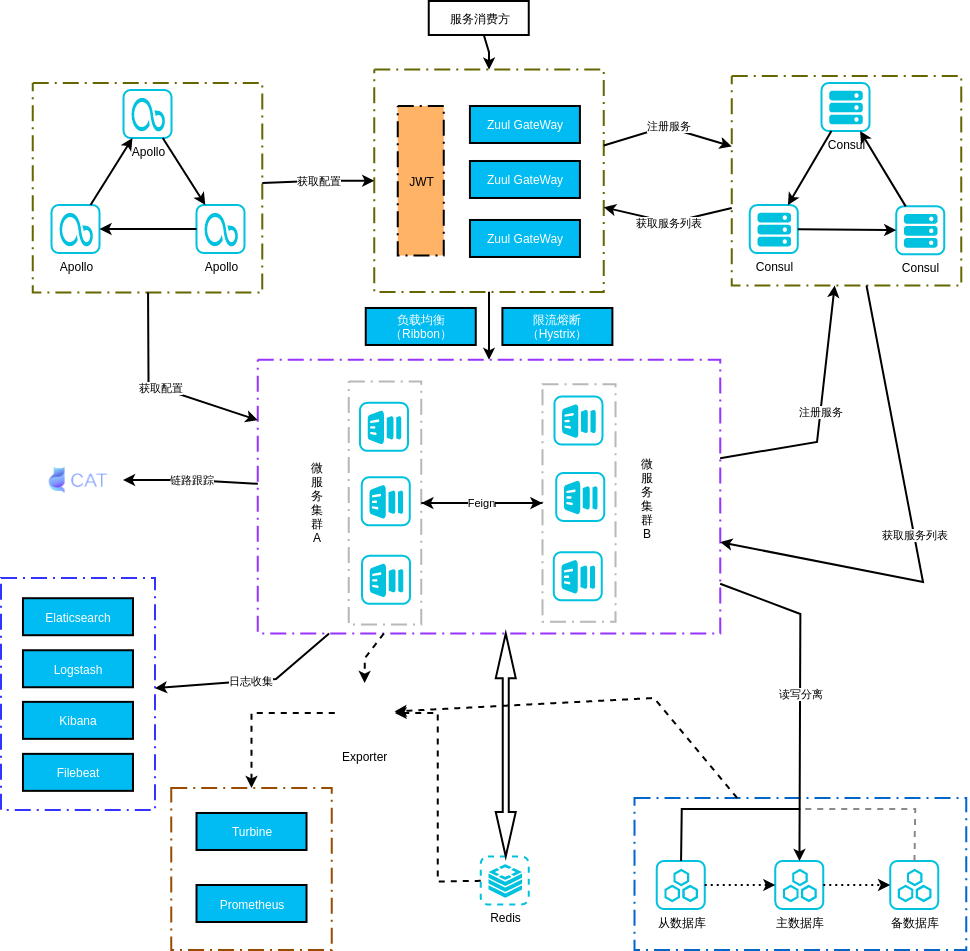 服务消费方
Apollo
Apollo
Apollo
获取配置
JWT
Zuul GateWay
Zuul GateWay
Zuul GateWay
注册服务
获取服务列表
Consul
Consul
Consul
负载均衡
（Ribbon）
限流熔断
（Hystrix）
获取配置
微
服
务
集
群
A
Feign
微
服
务
集
群
B
注册服务
获取服务列表
CAT
链路跟踪
Elaticsearch
Logstash
Kibana
Filebeat
日志收集
读写分离
Exporter
Turbine
Prometheus
Redis
从数据库
主数据库
备数据库